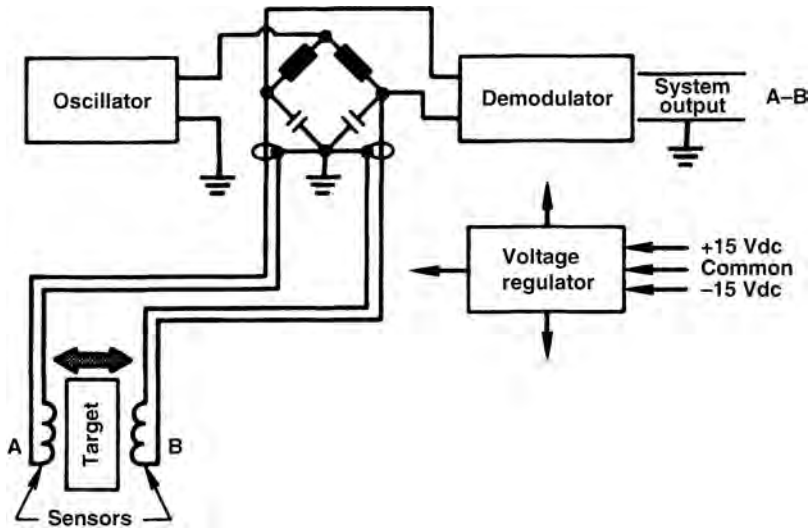 Oscillator
Demodulator
System
output
A–B
Voltage
regulator
+15 Vdc
Common
–15 Vdc
A
Target
B
Sensors